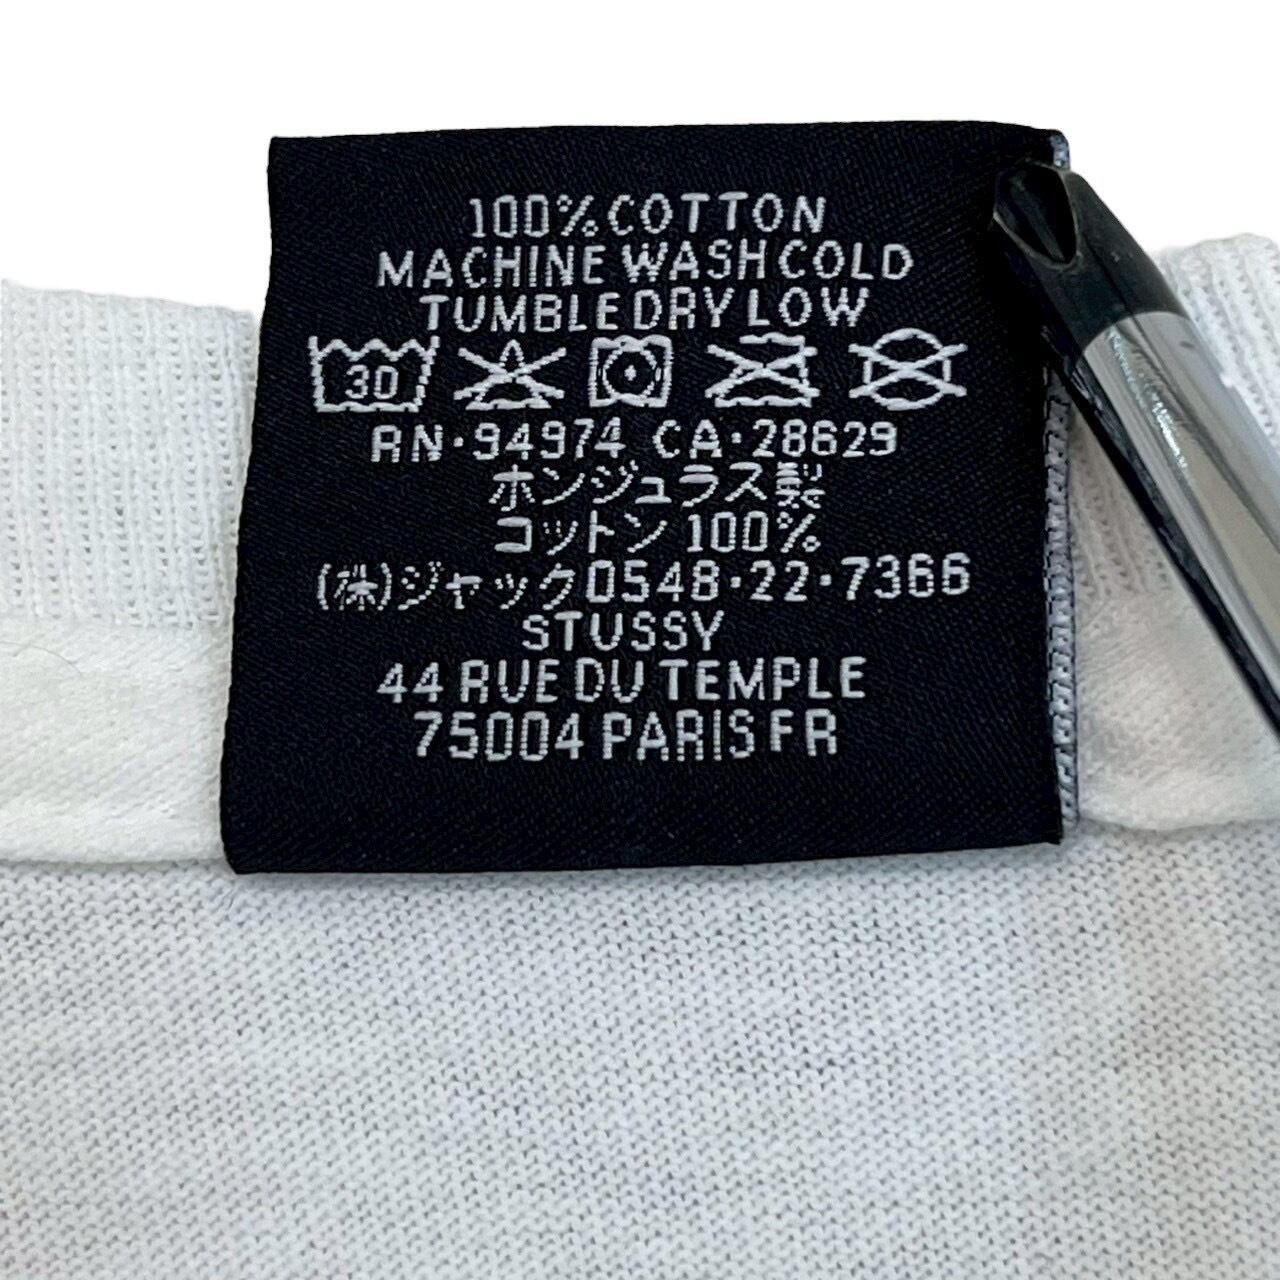 100% COTTON
MACHINE WASH COLD
TUMBLE DRY LOW
30
RN·94974 CA·28629
ホンジュラス製
コットン 100%
(株)ジャック0548·22·7366
STUSSY
44 RUE DU TEMPLE
75004 PARIS FR